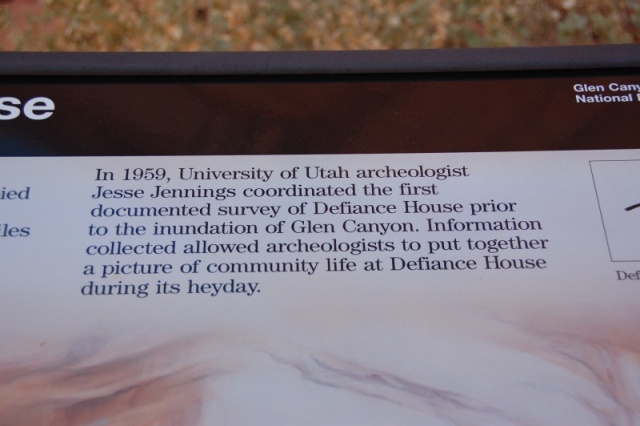 se
Glen Cany
National
ied
iles
In 1959, University of Utah archeologist
Jesse Jennings coordinated the first
documented survey of Defiance House prior
to the inundation of Glen Canyon. Information
collected allowed archeologists to put together
a picture of community life at Defiance House
during its heyday.
Def